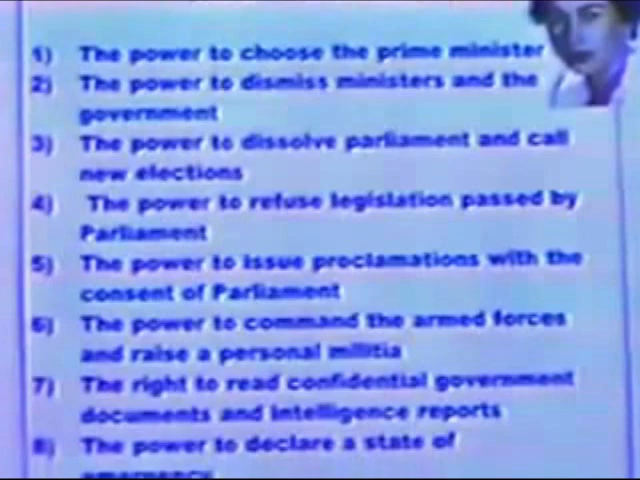 1) The power to choose the prime minister
2) The power to dismiss ministers and the
government
3) The power to dissolve parliament and call
new elections
4) The power to refuse legislation passed by
Parliament
5) The power to issue proclamations with the
consent of Parliament
6) The power to command the armed forces
and raise a personal militia
7) The right to read confidential government
documents and intelligence reports
8) The power to declare a state of
emergency